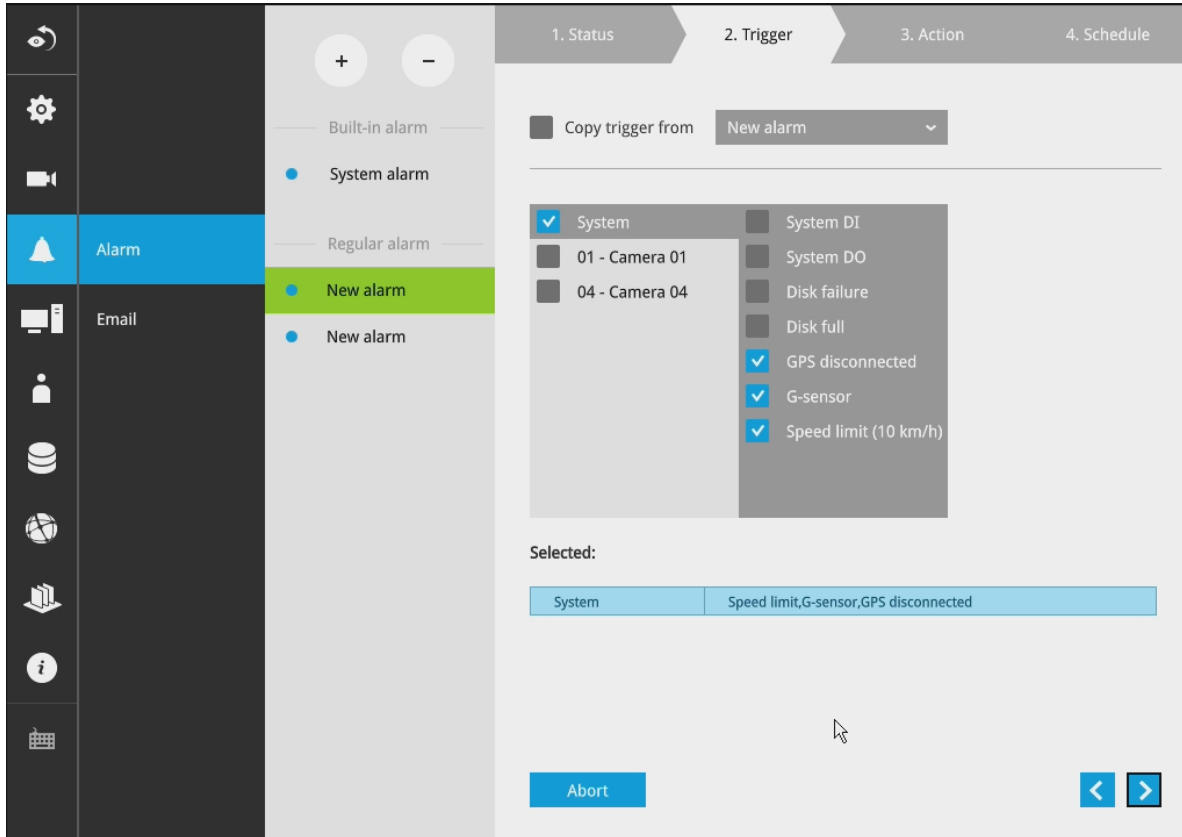 1. Status
2. Trigger
3. Action
4. Schedule
+
-
Built-in alarm
System alarm
Regular alarm
New alarm
New alarm
Alarm
Email
Copy trigger from
New alarm
System
01 - Camera 01
04 - Camera 04
System DI
System DO
Disk failure
Disk full
GPS disconnected
G-sensor
Speed limit (10 km/h)
Selected:
System
Speed limit,G-sensor,GPS disconnected
Abort